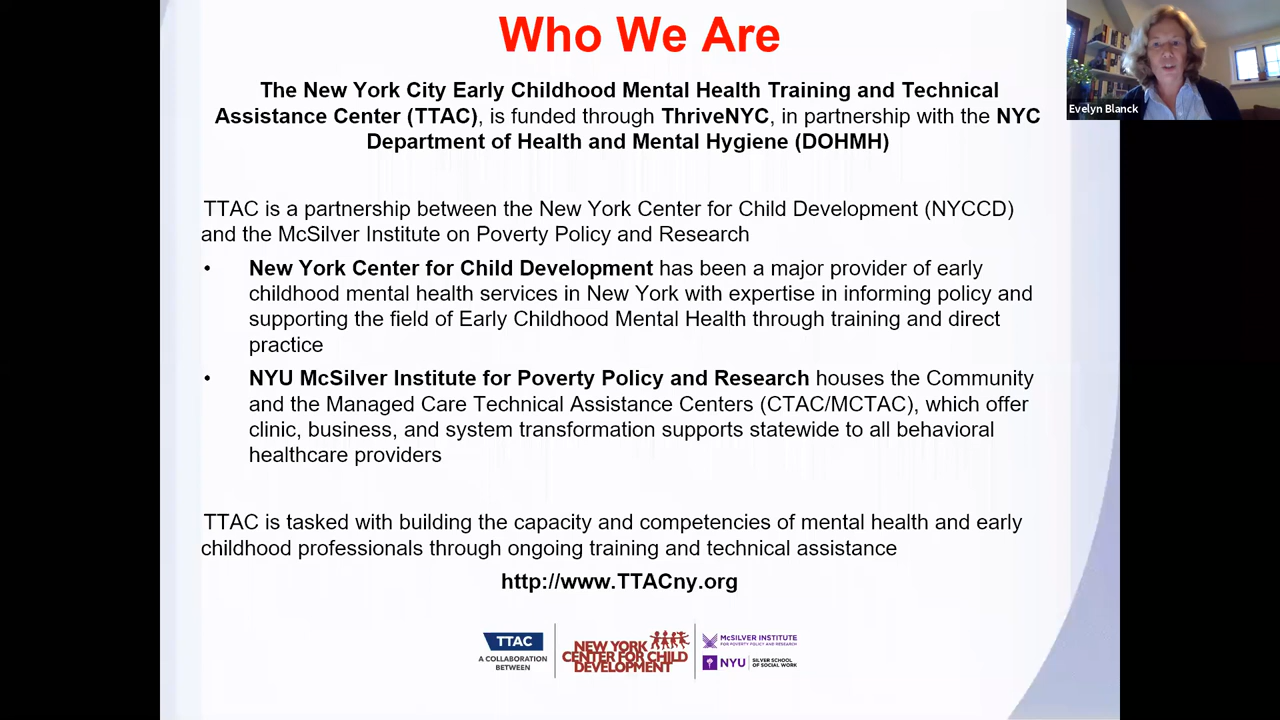 Who We Are
Evelyn Blanck
The New York City Early Childhood Mental Health Training and Technical
Assistance Center (TTAC), is funded through ThriveNYC, in partnership with the NYC
Department of Health and Mental Hygiene (DOHMH)
TTAC is a partnership between the New York Center for Child Development (NYCCD)
and the McSilver Institute on Poverty Policy and Research
• New York Center for Child Development has been a major provider of early
childhood mental health services in New York with expertise in informing policy and
supporting the field of Early Childhood Mental Health through training and direct
practice
• NYU McSilver Institute for Poverty Policy and Research houses the Community
and the Managed Care Technical Assistance Centers (CTAC/MCTAC), which offer
clinic, business, and system transformation supports statewide to all behavioral
healthcare providers
TTAC is tasked with building the capacity and competencies of mental health and early
childhood professionals through ongoing training and technical assistance
http://www.TTACny.org
TTAC
A COLLABORATION
BETWEEN
NEW YORK
CENTER FOR CHILD
DEVELOPMENT
McSILVER INSTITUTE
FOR POVERTY POLICY AND RESEARCH
NYU SILVER SCHOOL
OF SOCIAL WORK